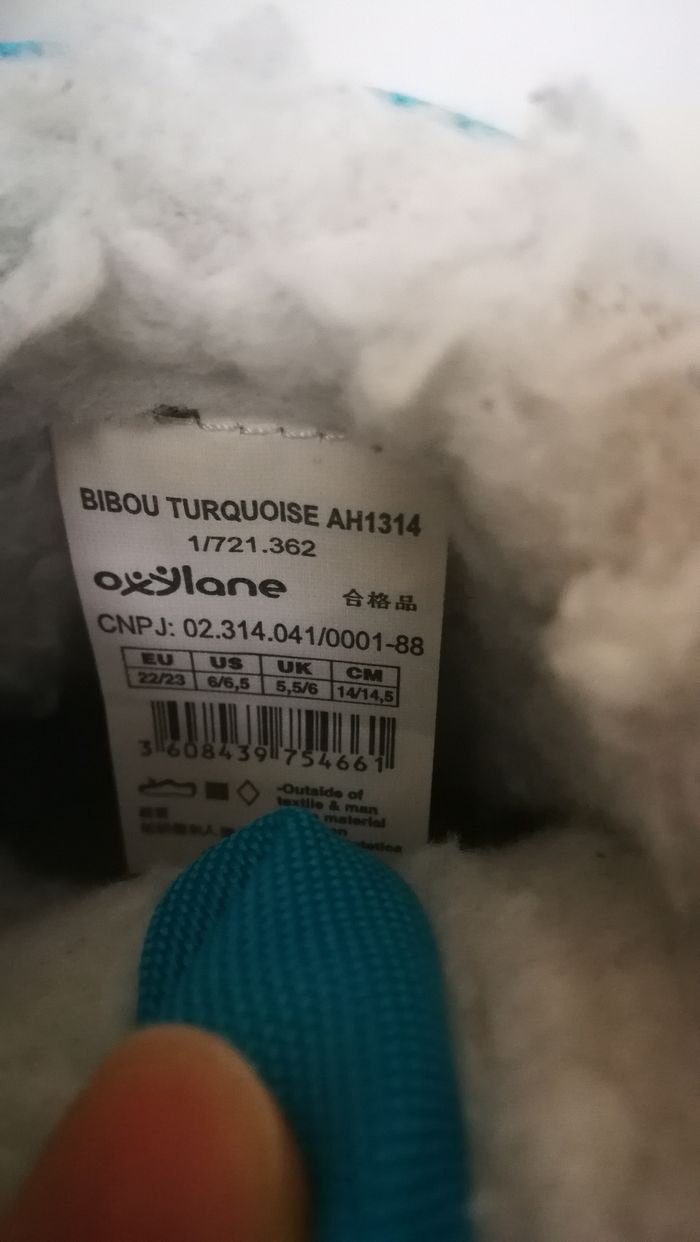 BIBOU TURQUOISE AH1314
1/721.362
oxylane 合格品
CNPJ: 02.314.041/0001-88
EU US UK CM
22/23 6/6,5 5,5/6 14/14,5
3 608439 754661
-Outside of
textile & man
material